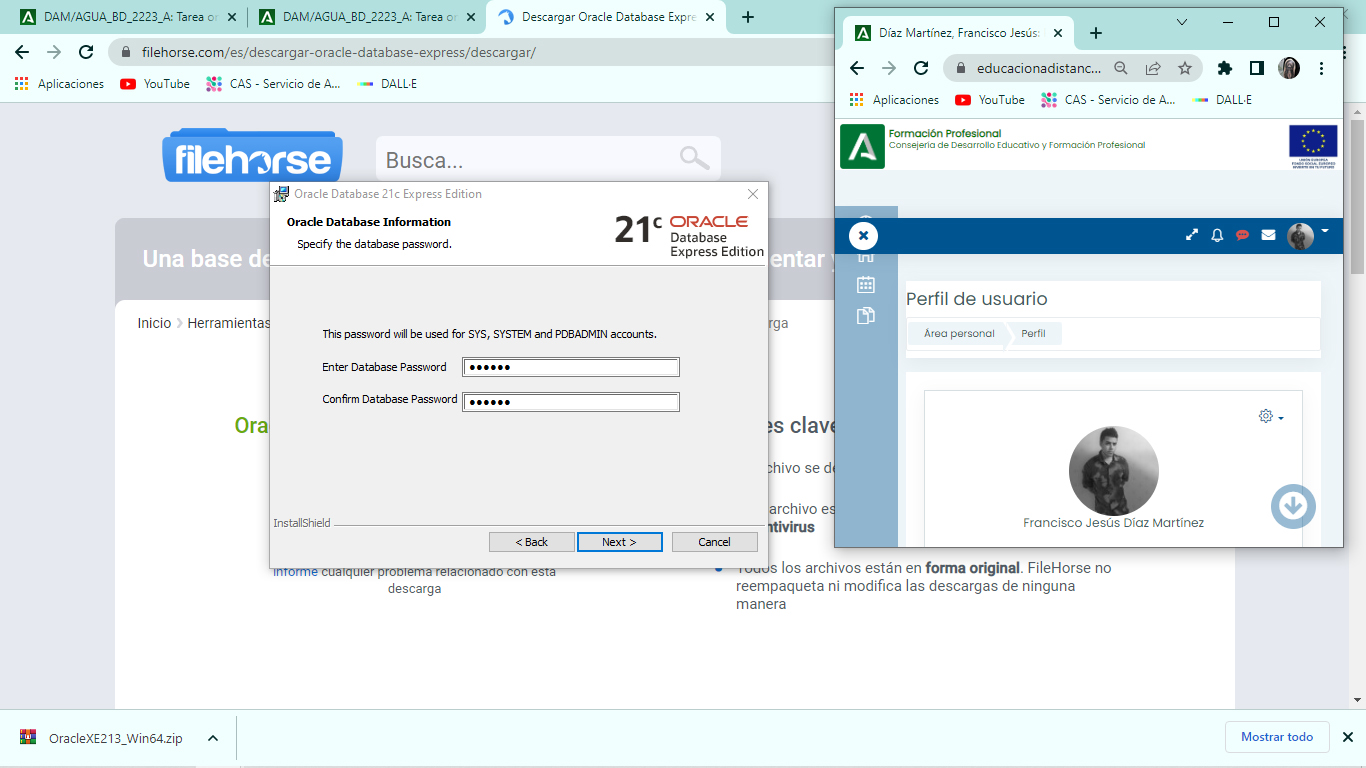 DAM/AGUA_BD_2223_A: Tarea or
DAM/AGUA_BD_2223_A: Tarea or
Descargar Oracle Database Expre
filehorse.com/es/descargar-oracle-database-express/descargar/
Aplicaciones
YouTube
CAS - Servicio de A...
DALL·E
filehorse
Busca...
Una base de
entar y
Inicio
Herramientas
rga
Ora
es clave
chivo se de
archivo es
ntivirus
Todos los archivos están en forma original. FileHorse no
reempaqueta ni modifica las descargas de ninguna
manera
Informe cualquier problema relacionado con esta
descarga
Oracle Database 21c Express Edition
Oracle Database Information
Specify the database password.
21c ORACLE
Database
Express Edition
This password will be used for SYS, SYSTEM and PDBADMIN accounts.
Enter Database Password
Confirm Database Password
InstallShield
< Back
Next >
Cancel
Díaz Martínez, Francisco Jesús:
educacionadistanc...
Aplicaciones
YouTube
CAS - Servicio de A...
DALL·E
Formación Profesional
Consejería de Desarrollo Educativo y Formación Profesional
UNIÓN EUROPEA
Perfil de usuario
Área personal
Perfil
Francisco Jesús Díaz Martínez
OracleXE213_Win64.zip
Mostrar todo